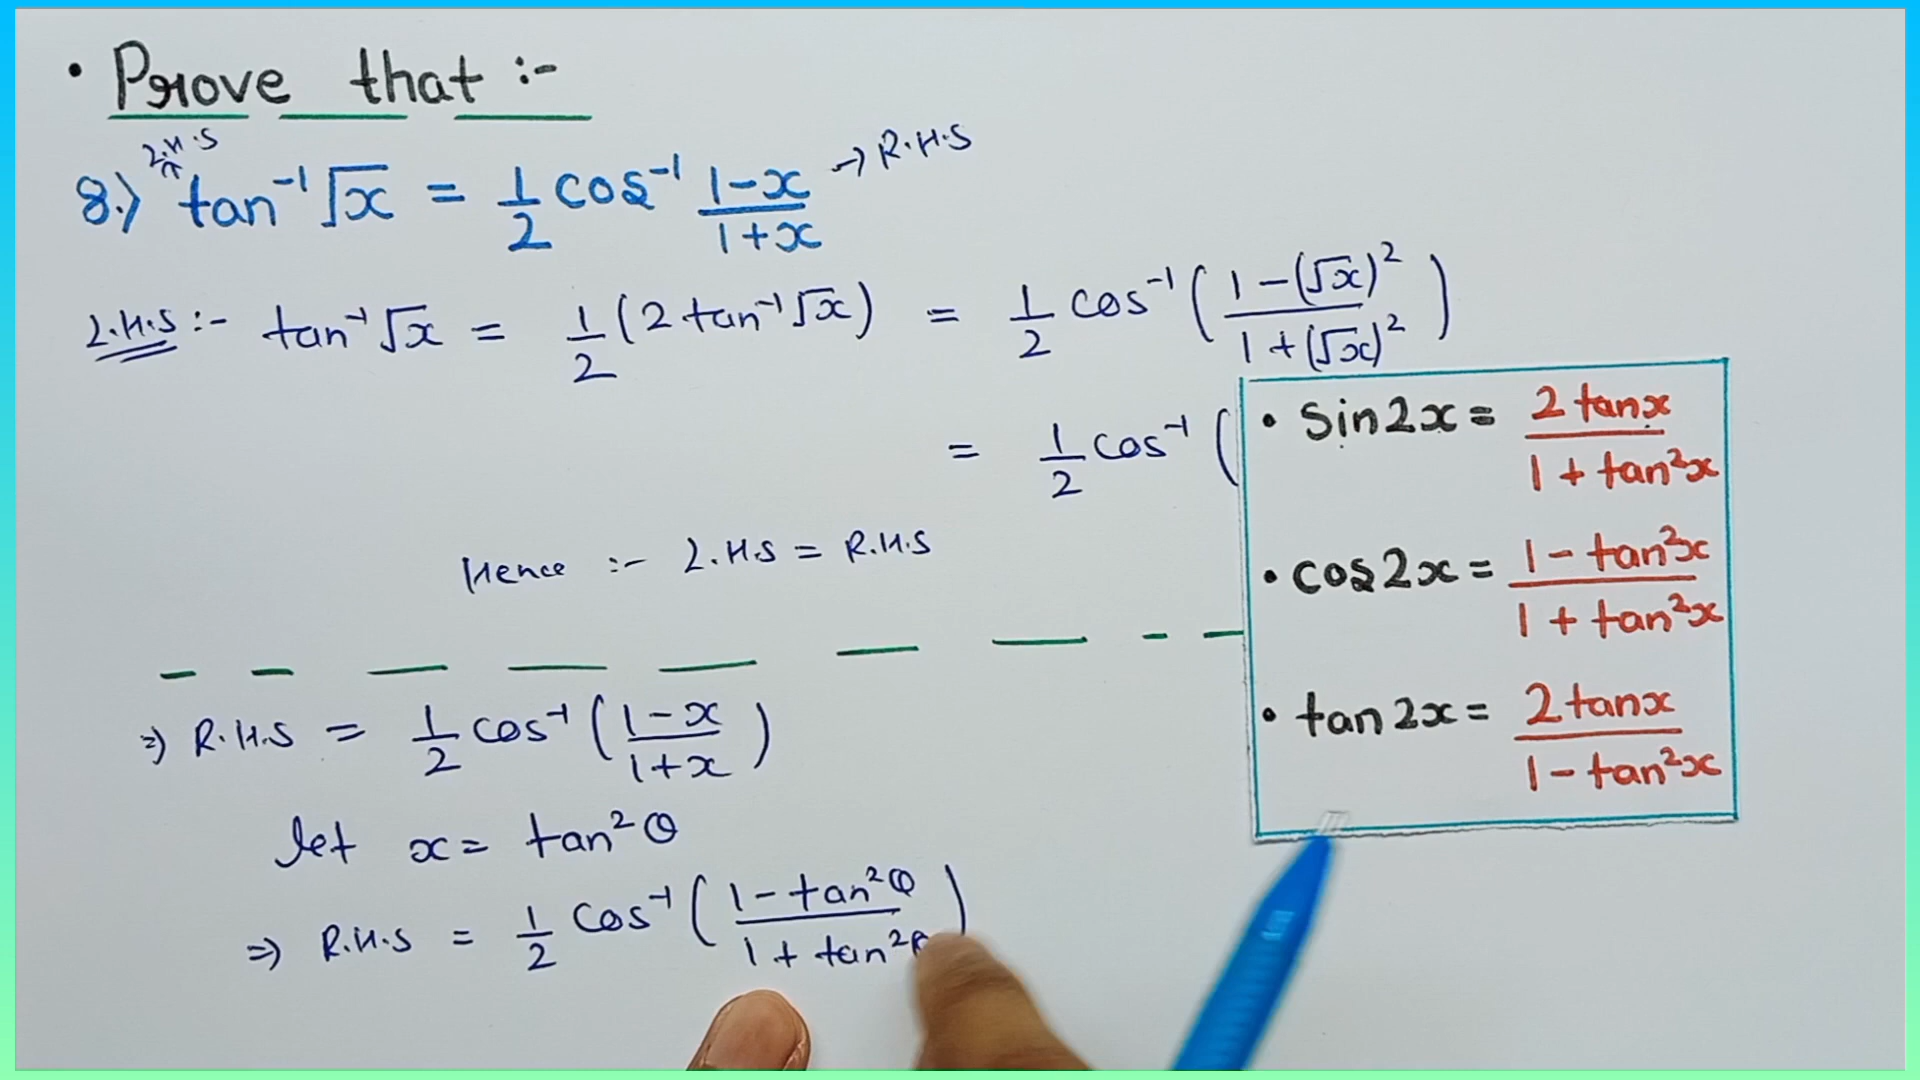 • Prove that :-
L.H.S
8.) tan⁻¹√x = 1/2 cos⁻¹ (1-x)/(1+x) → R.H.S
L.H.S :- tan⁻¹√x = 1/2 (2 tan⁻¹√x) = 1/2 cos⁻¹ ( (1-(√x)²)/(1+(√x)²) )
= 1/2 cos⁻¹ (
Hence :- L.H.S = R.H.S
⇒ R.H.S = 1/2 cos⁻¹ ( (1-x)/(1+x) )
let x = tan²θ
⇒ R.H.S = 1/2 cos⁻¹ ( (1-tan²θ)/(1+tan² )
• sin2x = 2tanx/(1+tan²x)
• cos2x = (1-tan²x)/(1+tan²x)
• tan2x = 2tanx/(1-tan²x)